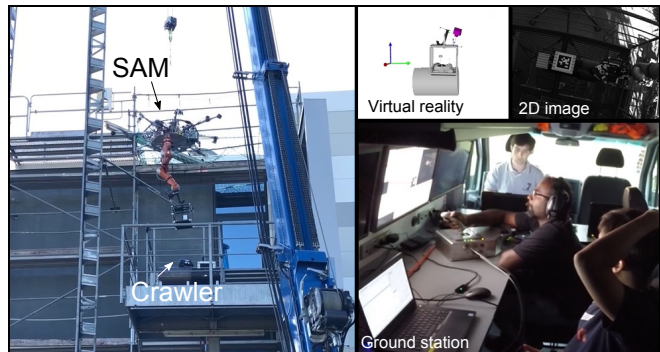 SAM
Crawler
Virtual reality
2D image
Ground station